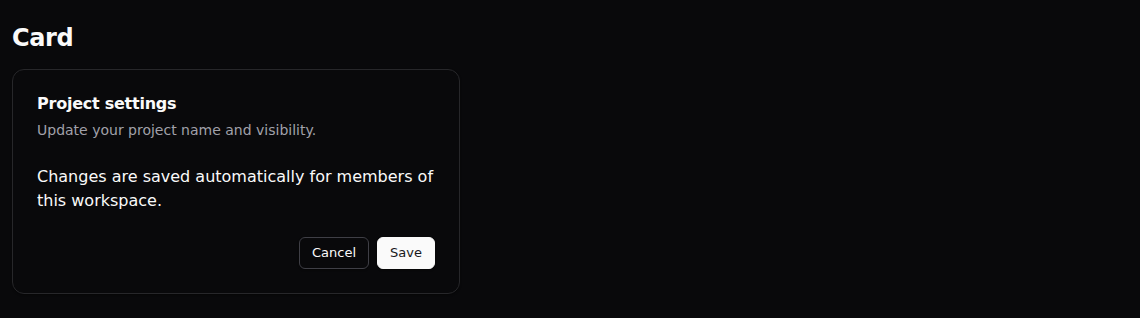 Card
Project settings
Update your project name and visibility.
Changes are saved automatically for members of
this workspace.
Cancel
Save